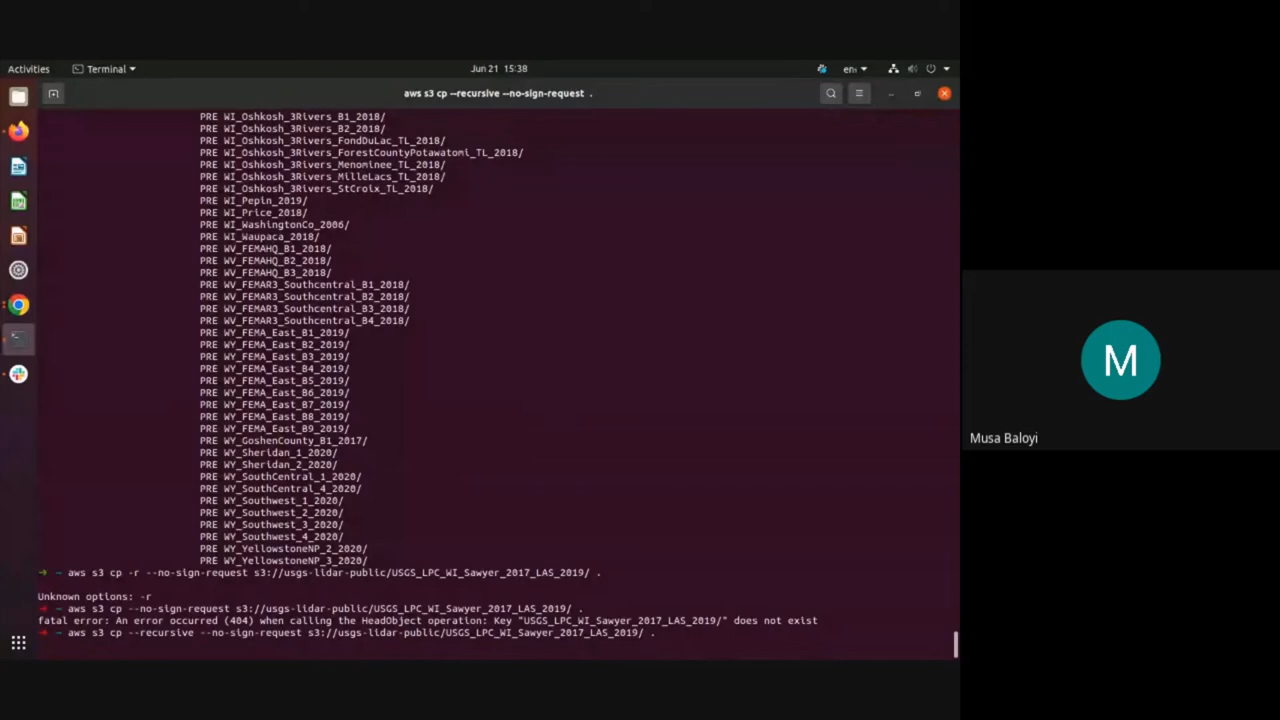 Activities
Terminal
Jun 21 15:38
en₁
aws s3 cp --recursive --no-sign-request .
PRE WI_Oshkosh_3Rivers_B1_2018/
PRE WI_Oshkosh_3Rivers_B2_2018/
PRE WI_Oshkosh_3Rivers_FondDuLac_TL_2018/
PRE WI_Oshkosh_3Rivers_ForestCountyPotawatomi_TL_2018/
PRE WI_Oshkosh_3Rivers_Menominee_TL_2018/
PRE WI_Oshkosh_3Rivers_MilleLacs_TL_2018/
PRE WI_Oshkosh_3Rivers_StCroix_TL_2018/
PRE WI_Pepin_2019/
PRE WI_Price_2018/
PRE WI_WashingtonCo_2006/
PRE WI_Waupaca_2018/
PRE WV_FEMAHQ_B1_2018/
PRE WV_FEMAHQ_B2_2018/
PRE WV_FEMAHQ_B3_2018/
PRE WV_FEMAR3_Southcentral_B1_2018/
PRE WV_FEMAR3_Southcentral_B2_2018/
PRE WV_FEMAR3_Southcentral_B3_2018/
PRE WV_FEMAR3_Southcentral_B4_2018/
PRE WY_FEMA_East_B1_2019/
PRE WY_FEMA_East_B2_2019/
PRE WY_FEMA_East_B3_2019/
PRE WY_FEMA_East_B4_2019/
PRE WY_FEMA_East_B5_2019/
PRE WY_FEMA_East_B6_2019/
PRE WY_FEMA_East_B7_2019/
PRE WY_FEMA_East_B8_2019/
PRE WY_FEMA_East_B9_2019/
PRE WY_GoshenCounty_B1_2017/
PRE WY_Sheridan_1_2020/
PRE WY_Sheridan_2_2020/
PRE WY_SouthCentral_1_2020/
PRE WY_SouthCentral_4_2020/
PRE WY_Southwest_1_2020/
PRE WY_Southwest_2_2020/
PRE WY_Southwest_3_2020/
PRE WY_Southwest_4_2020/
PRE WY_YellowstoneNP_2_2020/
PRE WY_YellowstoneNP_3_2020/
→ ~ aws s3 cp -r --no-sign-request s3://usgs-lidar-public/USGS_LPC_WI_Sawyer_2017_LAS_2019/ .
Unknown options: -r
→ ~ aws s3 cp --no-sign-request s3://usgs-lidar-public/USGS_LPC_WI_Sawyer_2017_LAS_2019/ .
fatal error: An error occurred (404) when calling the HeadObject operation: Key "USGS_LPC_WI_Sawyer_2017_LAS_2019/" does not exist
→ ~ aws s3 cp --recursive --no-sign-request s3://usgs-lidar-public/USGS_LPC_WI_Sawyer_2017_LAS_2019/ .
M
Musa Baloyi